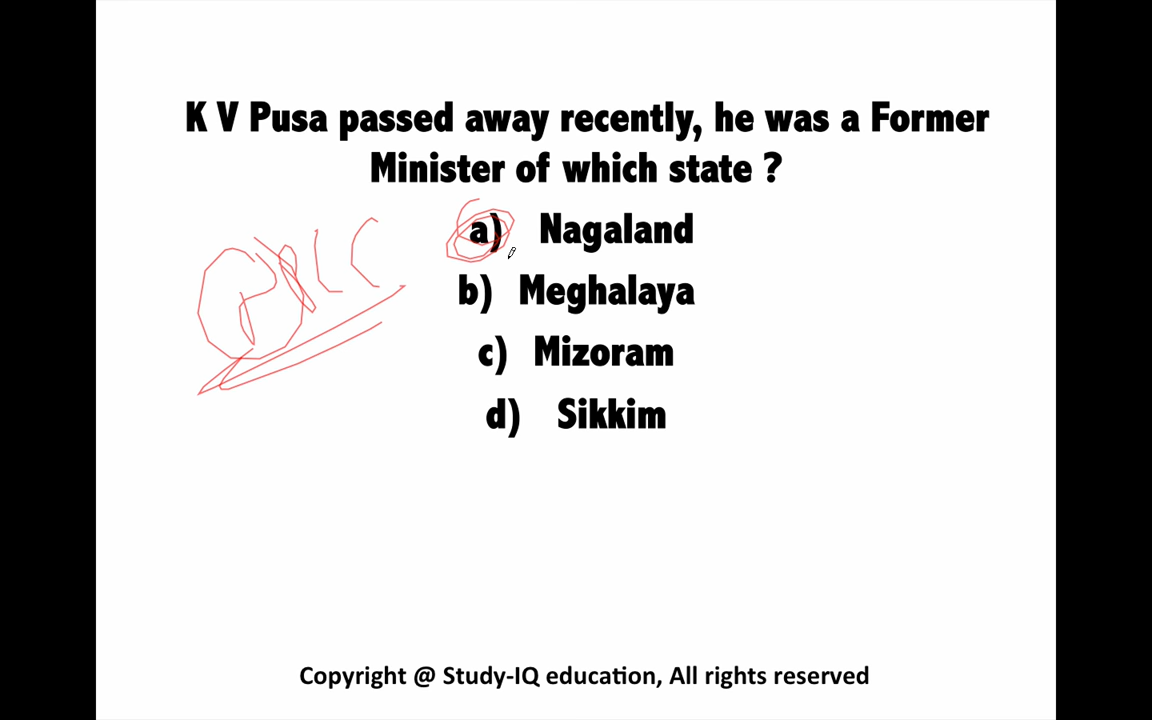 K V Pusa passed away recently, he was a Former
Minister of which state ?
a) Nagaland
b) Meghalaya
c) Mizoram
d) Sikkim
Copyright @ Study-IQ education, All rights reserved